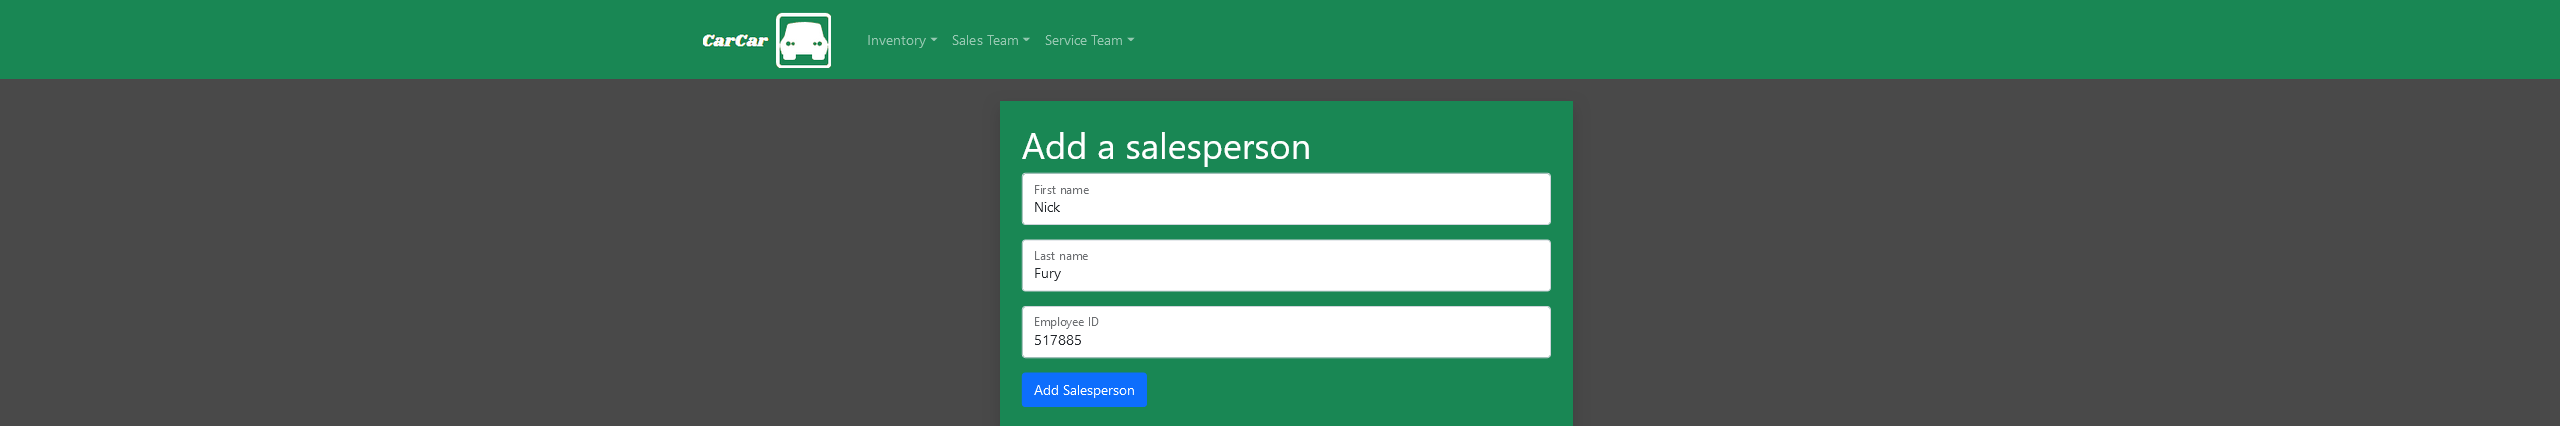 CarCar Inventory Sales Team Service Team
Add a salesperson
First name
Nick
Last name
Fury
Employee ID
517885
Add Salesperson